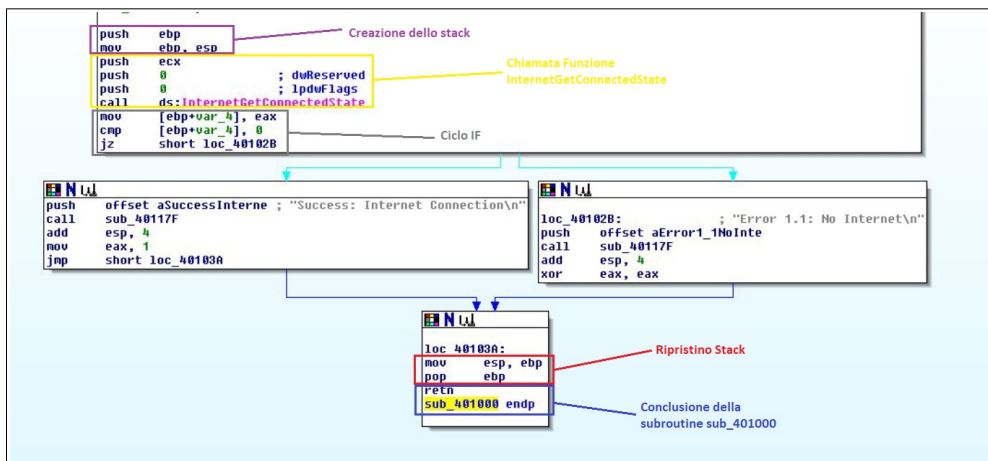 push ebp
mov ebp, esp
Creazione dello stack
push ecx
push 0 ; dwReserved
push 0 ; lpdwFlags
call ds:InternetGetConnectedState
Chiamata Funzione
InternetGetConnectedState
mov [ebp+var_4], eax
cmp [ebp+var_4], 0
jz short loc_40102B
Ciclo IF
push offset aSuccessInterne ; "Success: Internet Connection\n"
call sub_40117F
add esp, 4
mov eax, 1
jmp short loc_40103A
loc_40102B: ; "Error 1.1: No Internet\n"
push offset aError1_1NoInte
call sub_40117F
add esp, 4
xor eax, eax
loc_40103A:
mov esp, ebp
pop ebp
Ripristino Stack
retn
sub_401000 endp
Conclusione della
subroutine sub_401000